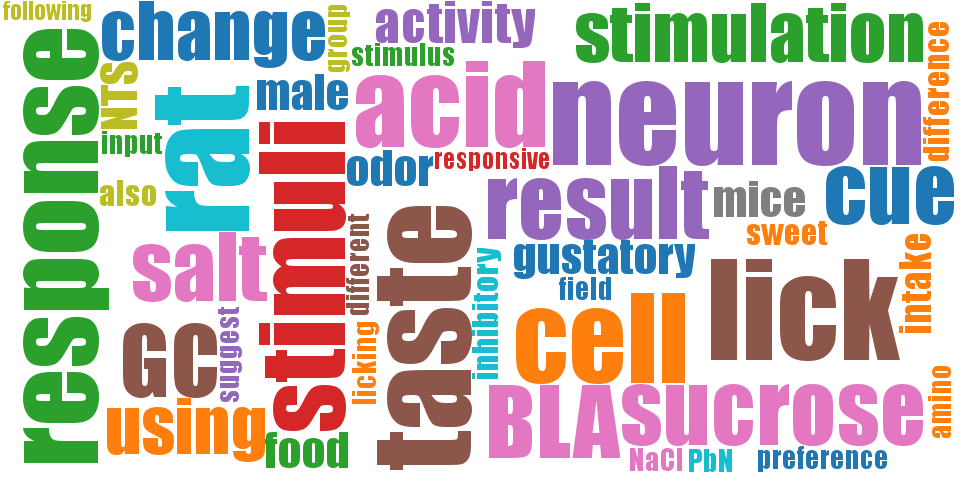 following
change
group
activity
stimulation
stimulus
response
NTS
rat
male
acid
neuron
difference
input
stimuli
odor
responsive
also
result
mice
cue
sweet
salt
different
taste
inhibitory
gustatory
field
intake
lick
GC
suggest
licking
cell
using
food
BLA
sucrose
amino
NaCl
PbN
preference